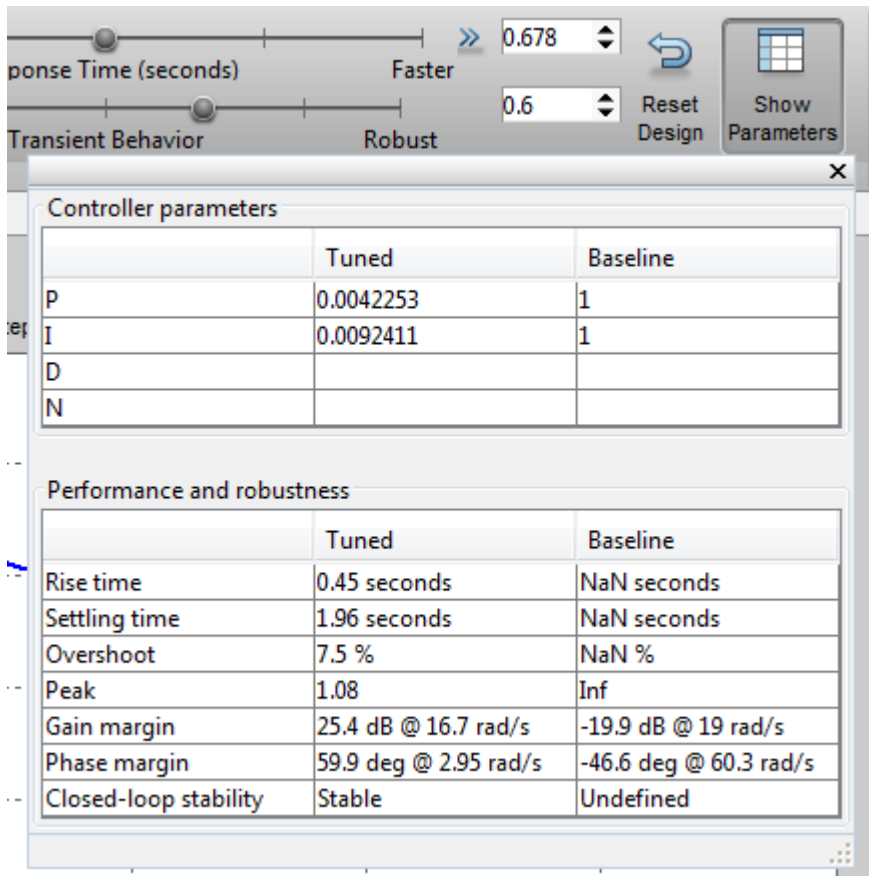 0.678
ponse Time (seconds) Faster
0.6
Reset Design
Show Parameters
Transient Behavior Robust
Controller parameters
Tuned Baseline
P 0.0042253 1
I 0.0092411 1
D
N
Performance and robustness
Tuned Baseline
Rise time 0.45 seconds NaN seconds
Settling time 1.96 seconds NaN seconds
Overshoot 7.5 % NaN %
Peak 1.08 Inf
Gain margin 25.4 dB @ 16.7 rad/s -19.9 dB @ 19 rad/s
Phase margin 59.9 deg @ 2.95 rad/s -46.6 deg @ 60.3 rad/s
Closed-loop stability Stable Undefined